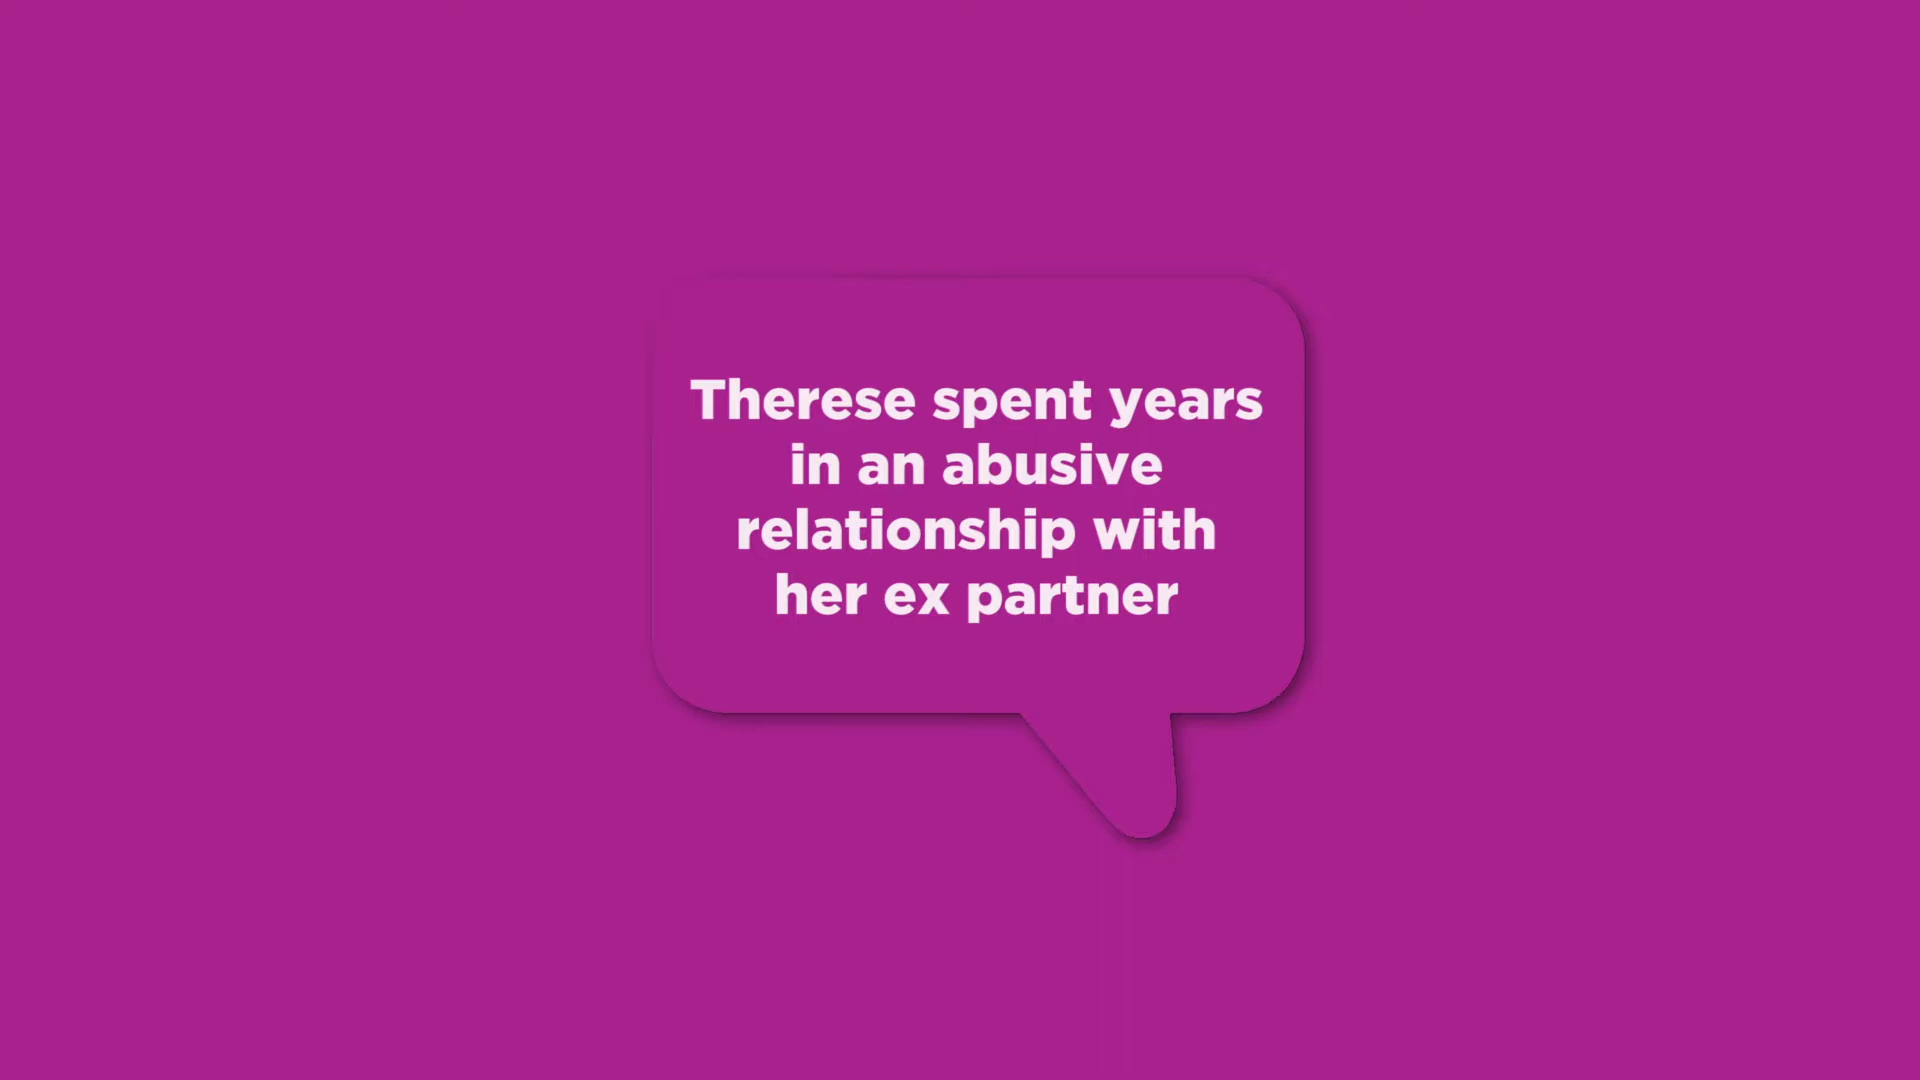 Therese spent years
in an abusive
relationship with
her ex partner